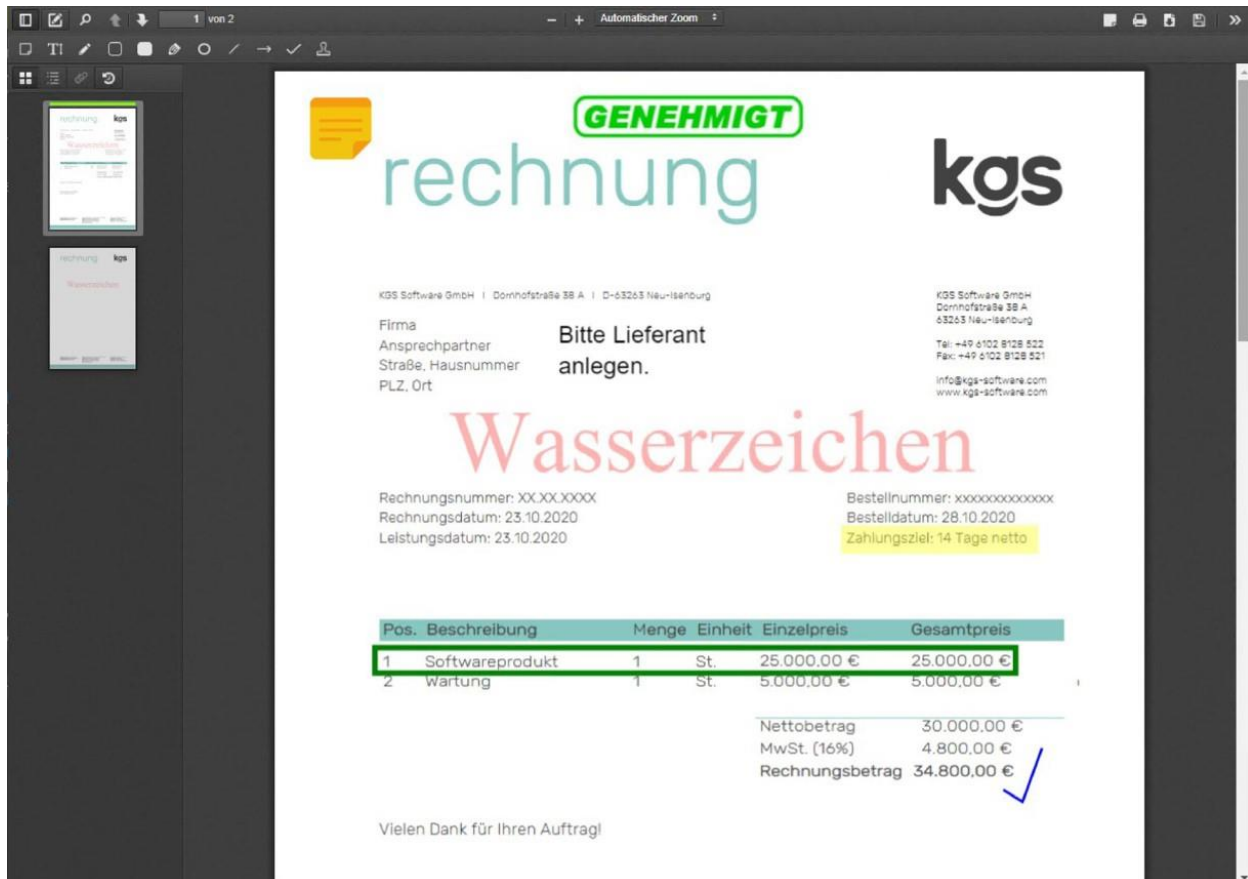 1 von 2
Automatischer Zoom
GENEHMIGT
rechnung
kgs
KGS Software GmbH | Dornhofstraße 38 A | D-63263 Neu-Isenburg
KGS Software GmbH
Dornhofstraße 38 A
63263 Neu-Isenburg
Firma
Ansprechpartner
Straße, Hausnummer
PLZ, Ort
Bitte Lieferant
anlegen.
Tel: +49 6102 8128 522
Fax: +49 6102 8128 521
info@kgs-software.com
www.kgs-software.com
Wasserzeichen
Rechnungsnummer: XX.XX.XXXX
Rechnungsdatum: 23.10.2020
Leistungsdatum: 23.10.2020
Bestellnummer: xxxxxxxxxxxxx
Bestelldatum: 28.10.2020
Zahlungsziel: 14 Tage netto
Pos. Beschreibung Menge Einheit Einzelpreis Gesamtpreis
1 Softwareprodukt 1 St. 25.000,00 € 25.000,00 €
2 Wartung 1 St. 5.000,00 € 5.000,00 €
Nettobetrag 30.000,00 €
MwSt. (16%) 4.800,00 €
Rechnungsbetrag 34.800,00 €
Vielen Dank für Ihren Auftrag!
rechnung kgs
Wasserzeichen
rechnung kgs
Wasserzeichen